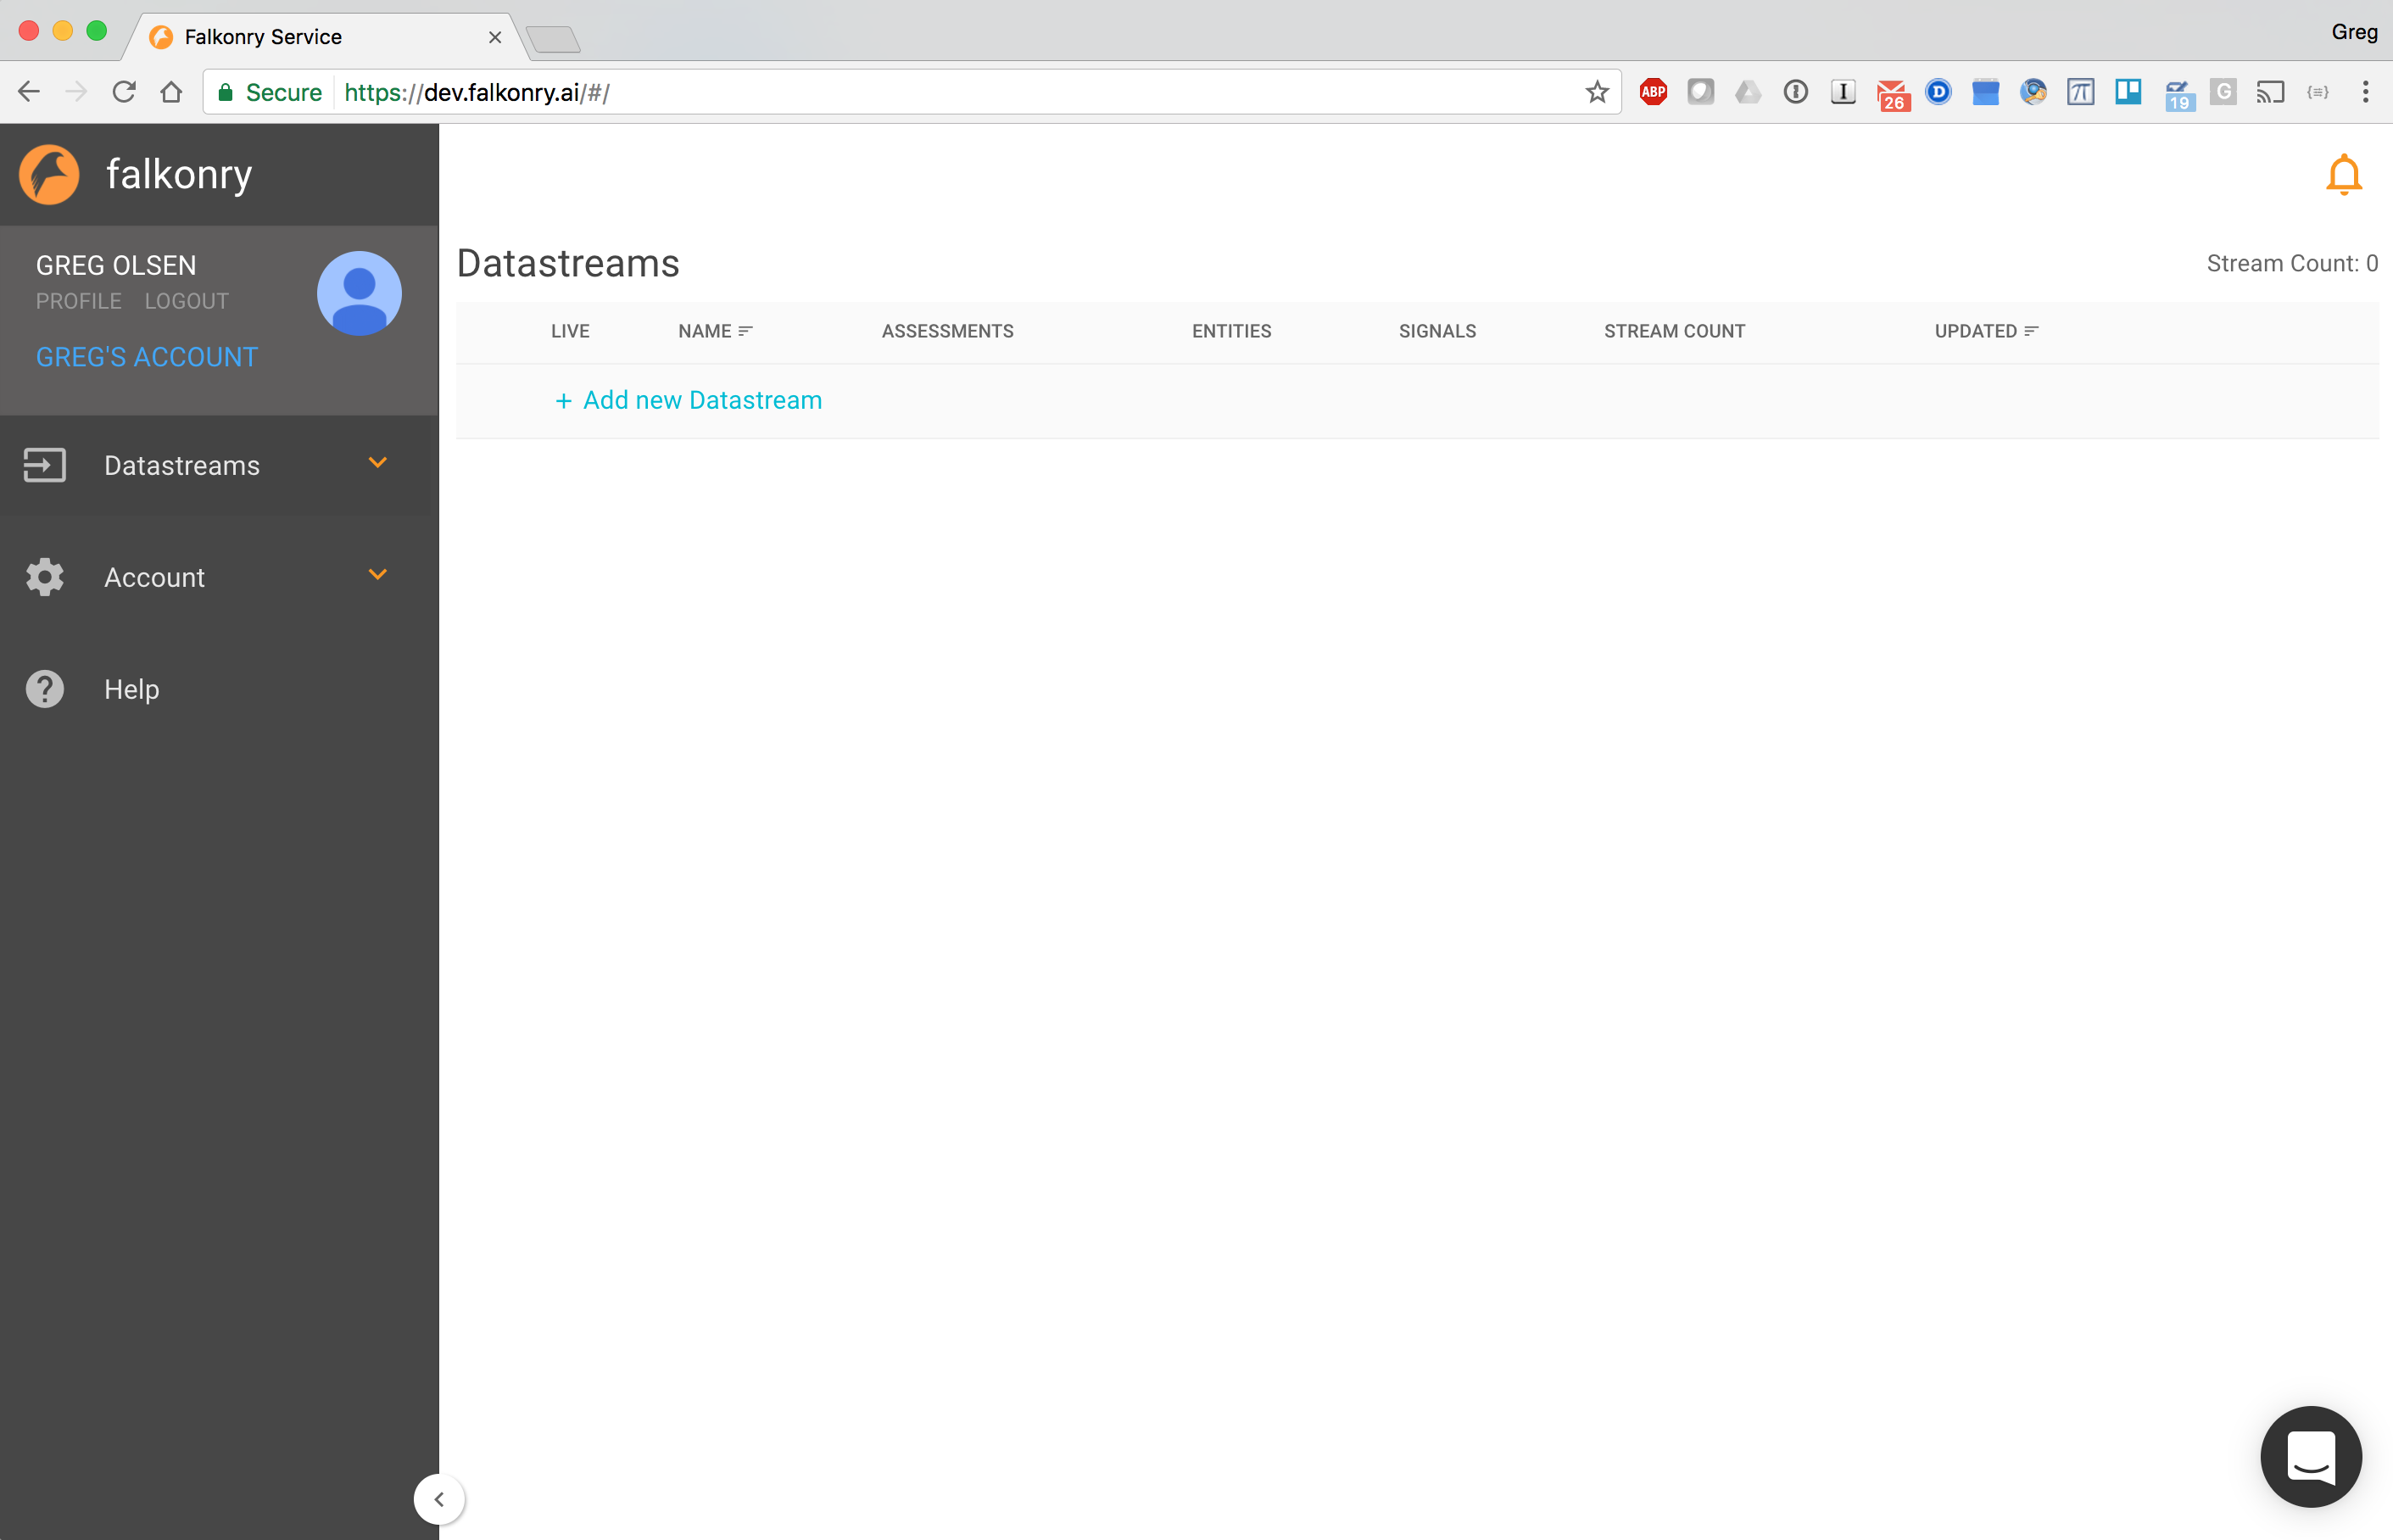 Falkonry Service
Greg
Secure https://dev.falkonry.ai/#/
ABP
26
D
19
G
falkonry
GREG OLSEN
PROFILE LOGOUT
GREG'S ACCOUNT
Datastreams
Account
Help
Datastreams
Stream Count: 0
LIVE NAME ASSESSMENTS ENTITIES SIGNALS STREAM COUNT UPDATED
+ Add new Datastream